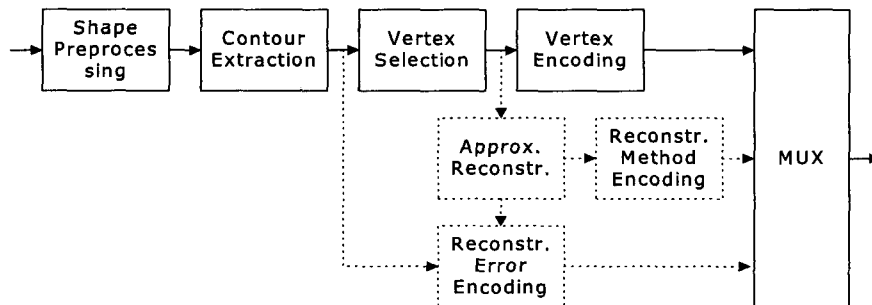 Shape
Preproces
sing
Contour
Extraction
Vertex
Selection
Vertex
Encoding
Approx.
Reconstr.
Reconstr.
Method
Encoding
MUX
Reconstr.
Error
Encoding